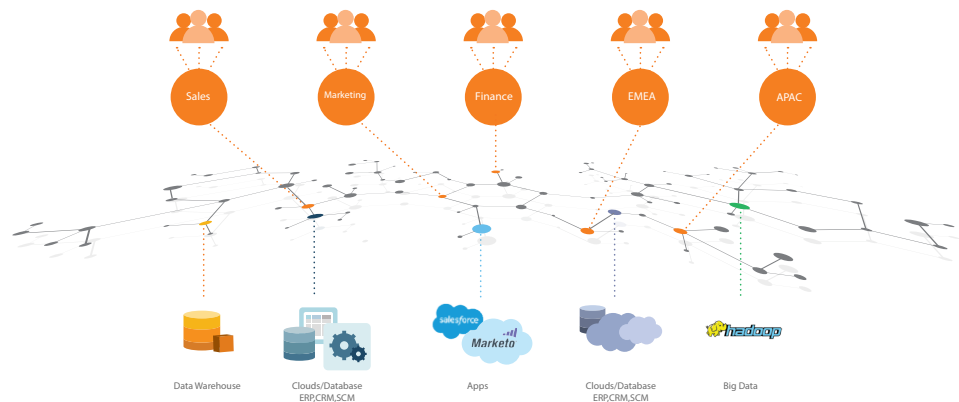 Sales
Marketing
Finance
EMEA
APAC
salesforce
Marketo
hadoop
Data Warehouse
Clouds/Database
ERP,CRM,SCM
Apps
Clouds/Database
ERP,CRM,SCM
Big Data